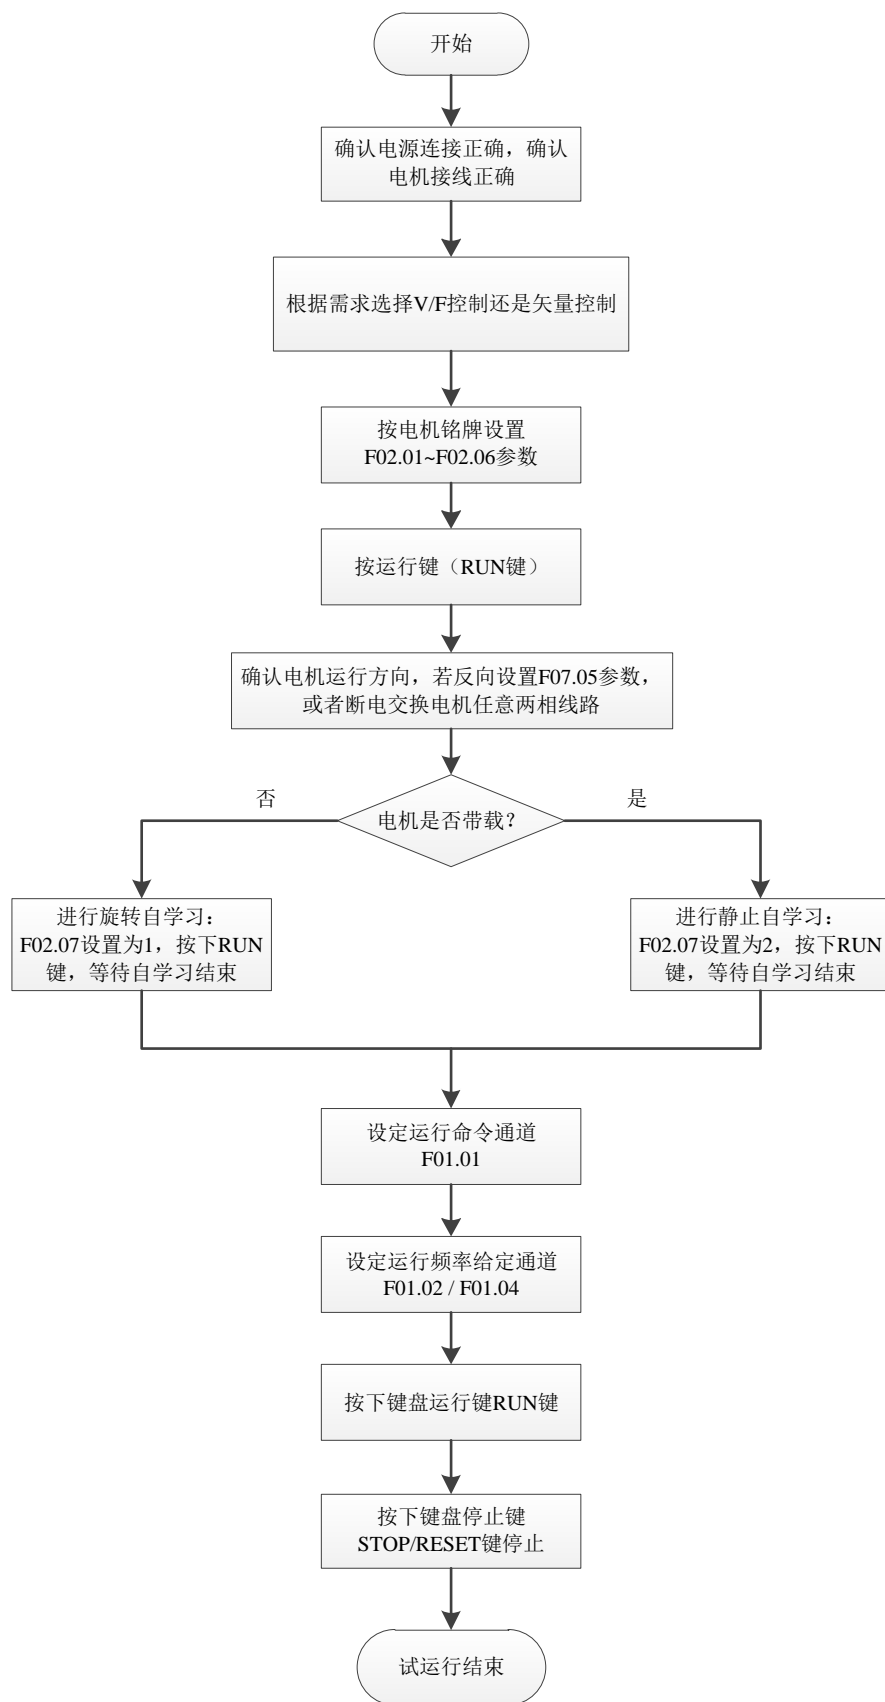 开始
确认电源连接正确，确认
电机接线正确
根据需求选择V/F控制还是矢量控制
按电机铭牌设置
F02.01~F02.06参数
按运行键（RUN键）
确认电机运行方向，若反向设置F07.05参数，
或者断电交换电机任意两相线路
否
是
电机是否带载？
进行旋转自学习：
F02.07设置为1，按下RUN
键，等待自学习结束
进行静止自学习：
F02.07设置为2，按下RUN
键，等待自学习结束
设定运行命令通道
F01.01
设定运行频率给定通道
F01.02 / F01.04
按下键盘运行键RUN键
按下键盘停止键
STOP/RESET键停止
试运行结束